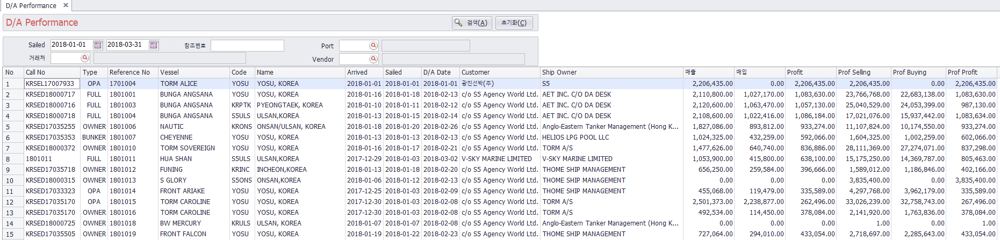 D/A Performance ×
D/A Performance 검색(A) 초기화(C)
Sailed 2018-01-01 2018-03-31 참조번호 Port
거래처 Vendor
No Call No Type Reference No Vessel Code Name Arrived Sailed D/A Date Customer Ship Owner 매출 매입 Profit Prof Selling Prof Buying Prof Profit
1 KRSEL17007933 OPA 1701004 TORM ALICE YOSU YOSU, KOREA 2018-01-01 2018-01-01 2018-01-01 광진선박(주) S5 2,206,435.00 0.00 2,206,435.00 2,206,435.00 0.00 2,206,435.00
2 KRSED18000717 FULL 1801001 BUNGA ANGSANA YOSU YOSU, KOREA 2018-01-16 2018-01-18 2018-02-13 c/o S5 Agency World Ltd. AET INC. C/O DA DESK 2,110,800.00 1,027,170.00 1,083,630.00 23,766,768.00 22,683,138.00 1,083,630.00
3 KRSED18000716 FULL 1801003 BUNGA ANGSANA KRPTK PYEONGTAEK, KOREA 2018-01-10 2018-01-11 2018-02-12 c/o S5 Agency World Ltd. AET INC. C/O DA DESK 2,120,600.00 1,063,470.00 1,057,130.00 25,040,529.00 24,053,399.00 987,130.00
4 KRSED18000718 FULL 1801004 BUNGA ANGSANA S5ULS ULSAN,KOREA 2018-01-13 2018-01-15 2018-02-14 c/o S5 Agency World Ltd. AET INC. C/O DA DESK 2,108,600.00 1,022,416.00 1,086,184.00 17,021,076.00 15,937,442.00 1,083,634.00
5 KRSED17035255 OWNER 1801006 NAUTIC KRONS ONSAN/ULSAN, KOREA 2018-01-18 2018-01-20 2018-02-26 c/o S5 Agency World Ltd. Anglo-Eastern Tanker Management (Hong K... 1,827,086.00 893,812.00 933,274.00 11,107,824.00 10,174,550.00 933,274.00
6 KRSED17035353 BUNKER 1801007 CHEYENNE YOSU YOSU, KOREA 2018-01-13 2018-01-13 2018-02-13 c/o S5 Agency World Ltd. HELIOS LPG POOL LLC 1,024,325.00 432,259.00 592,066.00 1,604,325.00 1,002,259.00 602,066.00
7 KRSED18000372 OWNER 1801010 TORM SOVEREIGN YOSU YOSU, KOREA 2018-01-16 2018-01-17 2018-02-21 c/o S5 Agency World Ltd. TORM A/S 1,477,626.00 640,740.00 836,886.00 28,111,369.00 27,274,071.00 837,298.00
8 1801011 FULL 1801011 HUA SHAN S5ULS ULSAN,KOREA 2017-12-29 2018-01-03 2018-03-02 V-SKY MARINE LIMITED V-SKY MARINE LIMITED 1,053,900.00 415,800.00 638,100.00 15,175,250.00 14,369,787.00 805,463.00
9 KRSED17035718 OWNER 1801012 FUNING KRINC INCHEON,KOREA 2018-01-13 2018-01-18 2018-02-20 c/o S5 Agency World Ltd. THOME SHIP MANAGEMENT 656,250.00 259,584.00 396,666.00 1,589,012.00 1,186,846.00 402,166.00
10 KRSED18000315 OWNER 1801013 S GLORY S5ONS ONSAN,KOREA 2018-01-06 2018-01-12 2018-02-13 c/o S5 Agency World Ltd. THOME SHIP MANAGEMENT 0.00 0.00 0.00 3,835,400.00 0.00 3,835,400.00
11 KRSED17033323 OPA 1801014 FRONT ARIAKE YOSU YOSU, KOREA 2017-12-25 2018-01-03 2018-02-09 c/o S5 Agency World Ltd. THOME SHIP MANAGEMENT 455,068.00 119,479.00 335,589.00 4,297,768.00 3,962,179.00 335,589.00
12 KRSED17035170 OPA 1801015 TORM CAROLINE YOSU YOSU, KOREA 2017-12-30 2018-01-03 2018-02-08 c/o S5 Agency World Ltd. TORM A/S 2,501,373.00 2,238,877.00 262,496.00 33,026,239.00 32,758,743.00 267,496.00
13 KRSED17035170 OWNER 1801016 TORM CAROLINE YOSU YOSU, KOREA 2017-12-30 2018-01-03 2018-02-08 c/o S5 Agency World Ltd. TORM A/S 492,534.00 114,450.00 378,084.00 2,141,920.00 1,763,836.00 378,084.00
14 KRSED18000725 OWNER 1801018 BW MERCURY KRULS ULSAN, KOREA 2018-01-07 2018-01-07 2018-02-08 c/o S5 Agency World Ltd. Anglo-Eastern Tanker Management (Hong K... 0.00 0.00 0.00 1.00 0.00 1.00
15 KRSED17035505 OWNER 1801019 FRONT FALCON YOSU YOSU, KOREA 2018-01-19 2018-01-22 2018-02-23 c/o S5 Agency World Ltd. THOME SHIP MANAGEMENT 727,064.00 294,010.00 433,054.00 2,718,697.00 2,285,643.00 433,054.00